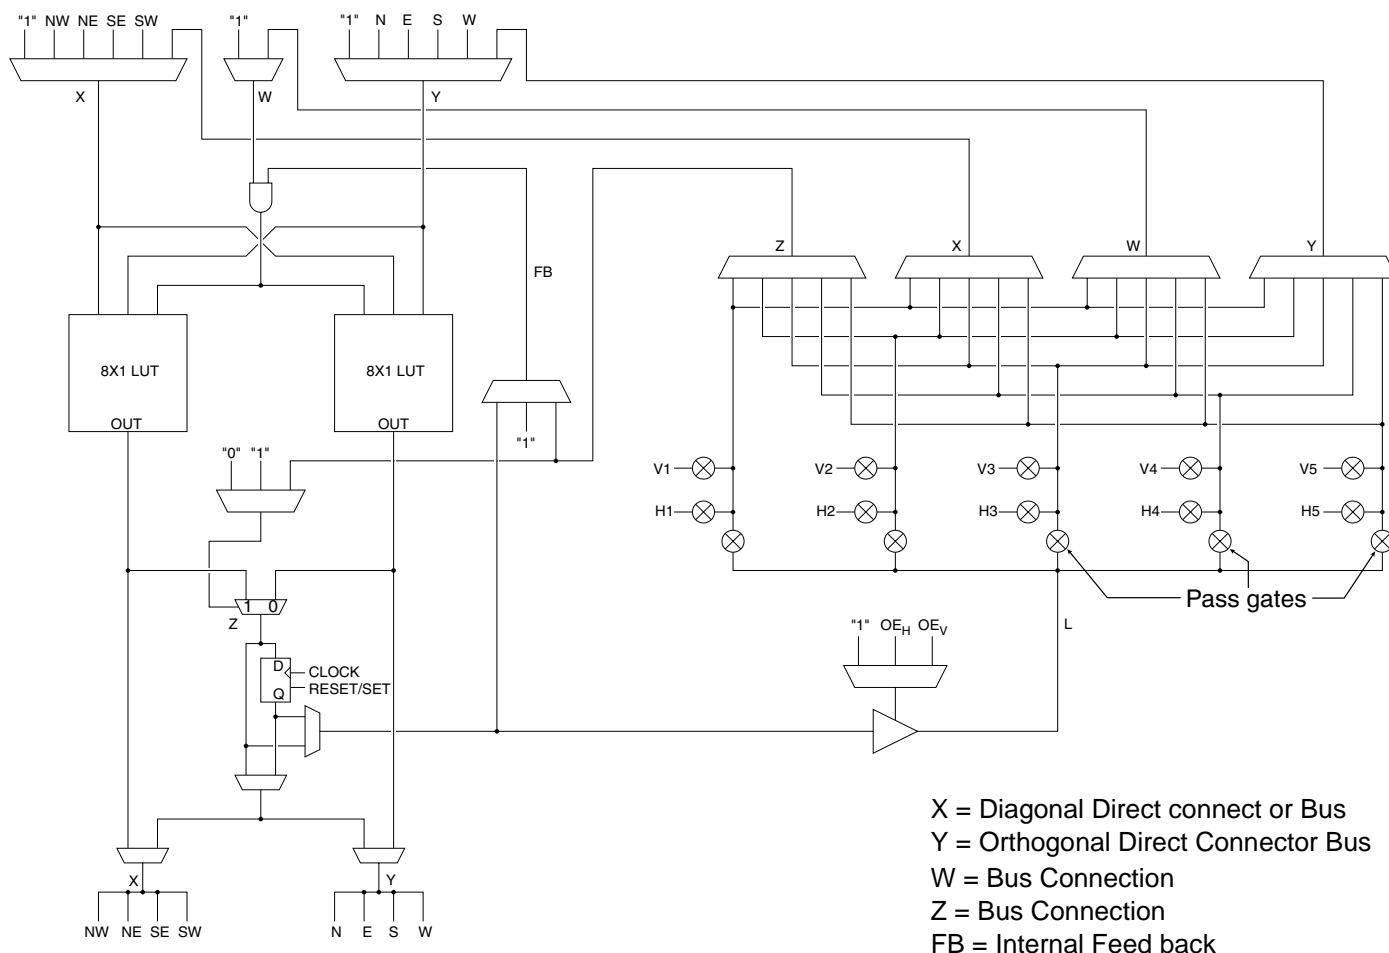 "1" NW NE SE SW "1" "1" N E S W
X W Y
Z X W Y
FB
8X1 LUT 8X1 LUT
OUT OUT
"1"
"0" "1"
V1 V2 V3 V4 V5
H1 H2 H3 H4 H5
Pass gates
1 0
Z
"1" OEH OEV
L
D
CLOCK
RESET/SET
Q
X Y
NW NE SE SW N E S W
X = Diagonal Direct connect or Bus
Y = Orthogonal Direct Connector Bus
W = Bus Connection
Z = Bus Connection
FB = Internal Feed back